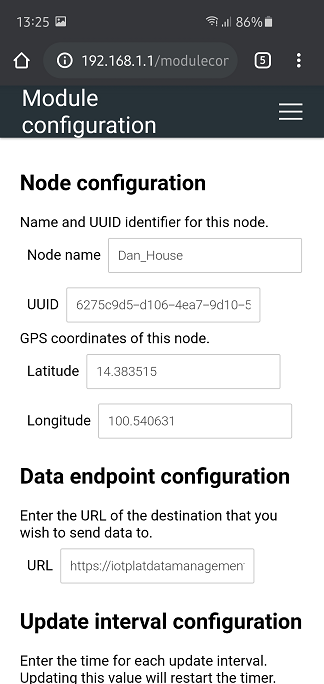 13:25 86%
192.168.1.1/modulecor 5
Module
configuration
Node configuration
Name and UUID identifier for this node.
Node name Dan_House
UUID 6275c9d5-d106-4ea7-9d10-5
GPS coordinates of this node.
Latitude 14.383515
Longitude 100.540631
Data endpoint configuration
Enter the URL of the destination that you
wish to send data to.
URL https://iotplatdatamanagemen
Update interval configuration
Enter the time for each update interval.
Updating this value will restart the timer.